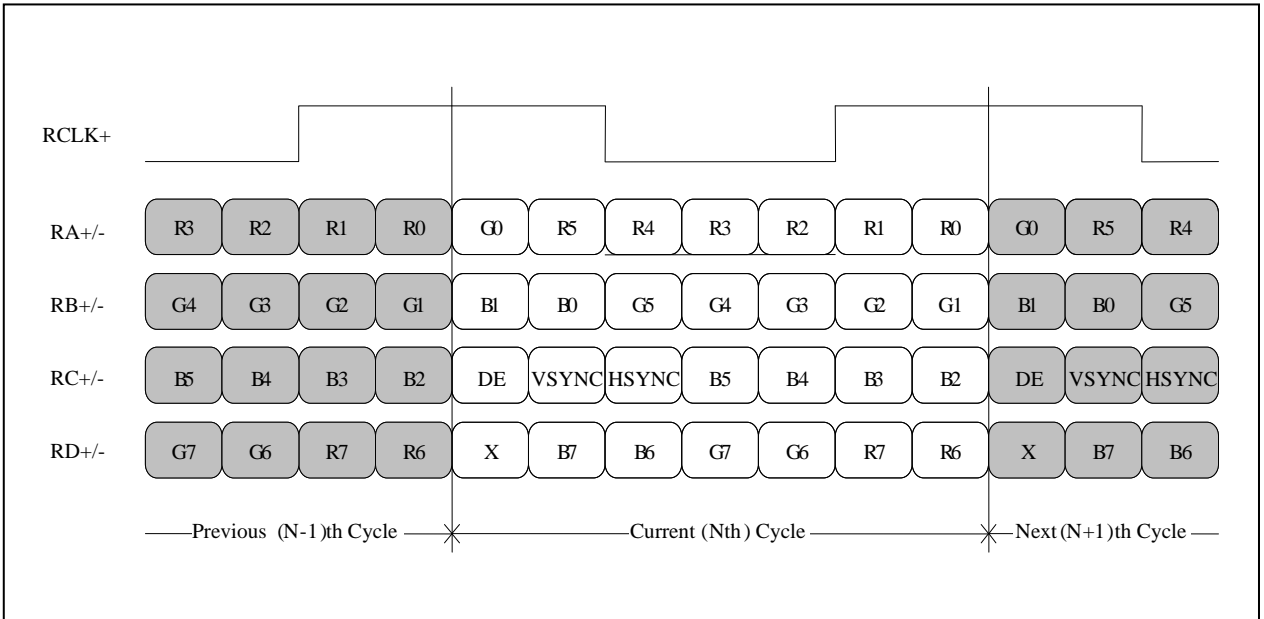 RCLK+
RA+/- R3 R2 R1 R0 G0 R5 R4 R3 R2 R1 R0 G0 R5 R4
RB+/- G4 G3 G2 G1 B1 B0 G5 G4 G3 G2 G1 B1 B0 G5
RC+/- B5 B4 B3 B2 DE VSYNC HSYNC B5 B4 B3 B2 DE VSYNC HSYNC
RD+/- G7 G6 R7 R6 X B7 B6 G7 G6 R7 R6 X B7 B6
Previous (N-1)th Cycle Current (Nth) Cycle Next (N+1)th Cycle